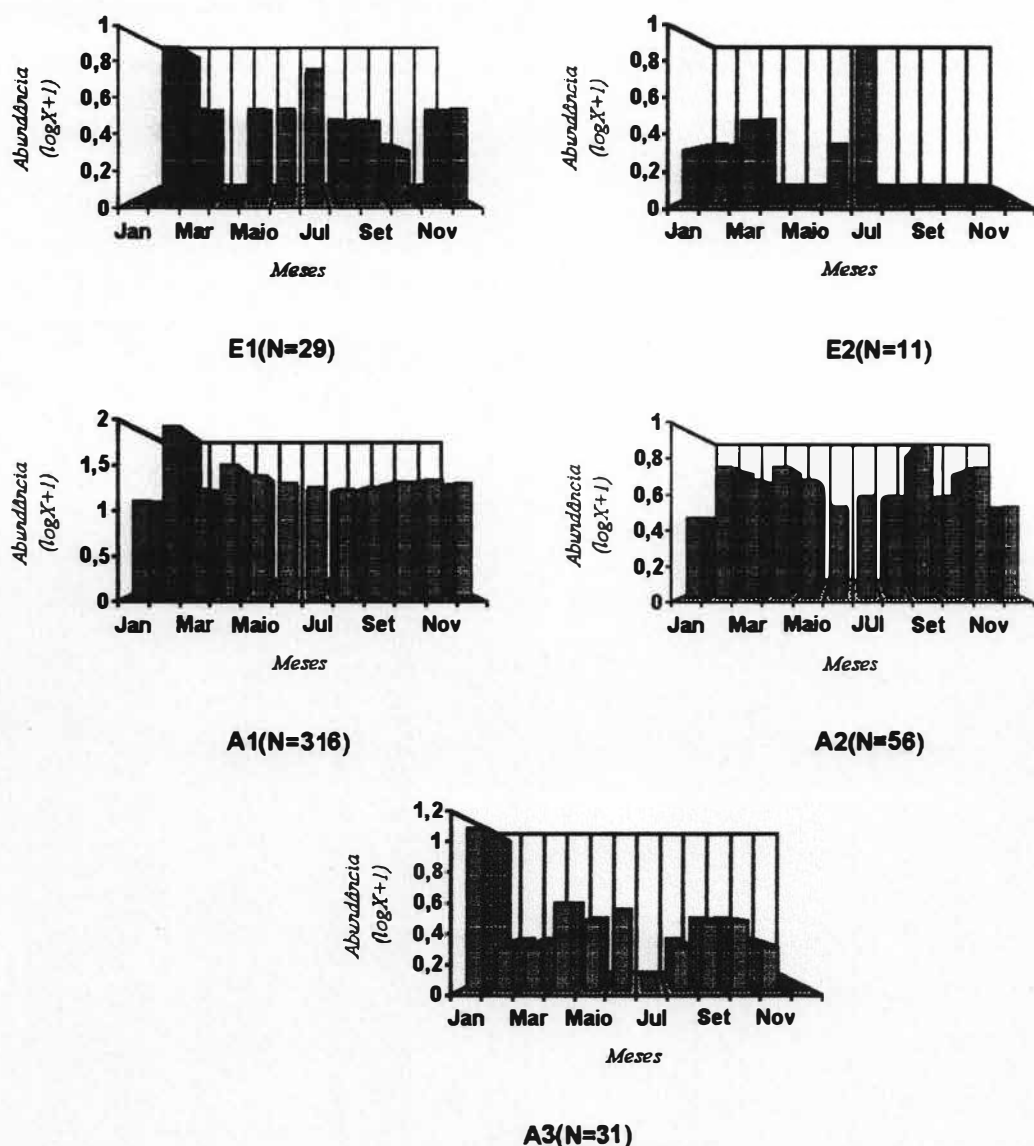 Abundância
(logX+1)
1
0,8
0,6
0,4
0,2
0
Jan Mar Maio Jul Set Nov
Meses
E1(N=29)
Abundância
(logX+1)
1
0,8
0,6
0,4
0,2
0
Jan Mar Maio Jul Set Nov
Meses
E2(N=11)
Abundância
(logX+1)
2
1,5
1
0,5
0
Jan Mar Maio Jul Set Nov
Meses
A1(N=316)
Abundância
(logX+1)
1
0,8
0,6
0,4
0,2
0
Jan Mar Maio JUl Set Nov
Meses
A2(N=56)
Abundância
(logX+1)
1,2
1
0,8
0,6
0,4
0,2
0
Jan Mar Maio Jul Set Nov
Meses
A3(N=31)